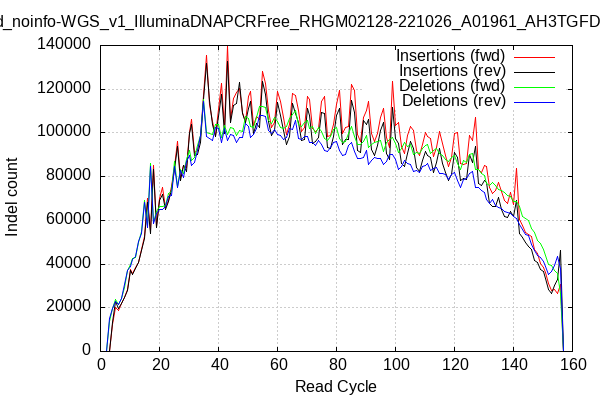 d_noinfo-WGS_v1_IlluminaDNAPCRFree_RHGM02128-221026_A01961_AH3TGFD
Insertions (fwd)
Insertions (rev)
Deletions (fwd)
Deletions (rev)
Indel count
140000
120000
100000
80000
60000
40000
20000
0
0 20 40 60 80 100 120 140 160
Read Cycle